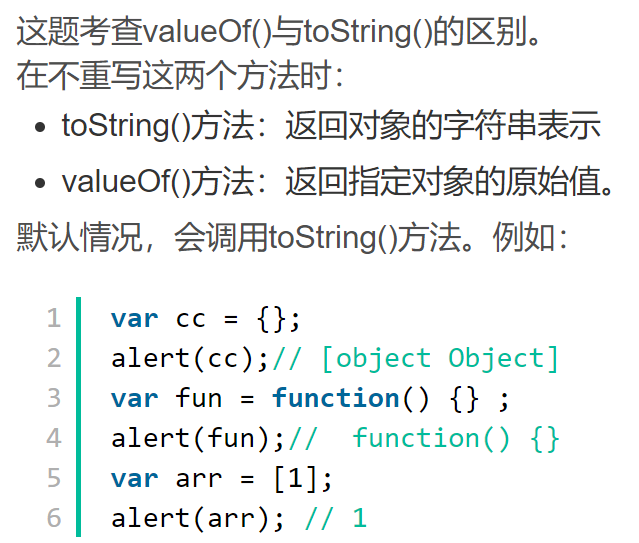 这题考查valueOf()与toString()的区别。
在不重写这两个方法时：
• toString()方法：返回对象的字符串表示
• valueOf()方法：返回指定对象的原始值。
默认情况，会调用toString()方法。例如：
1 var cc = {};
2 alert(cc);// [object Object]
3 var fun = function() {} ;
4 alert(fun);//  function() {}
5 var arr = [1];
6 alert(arr); // 1